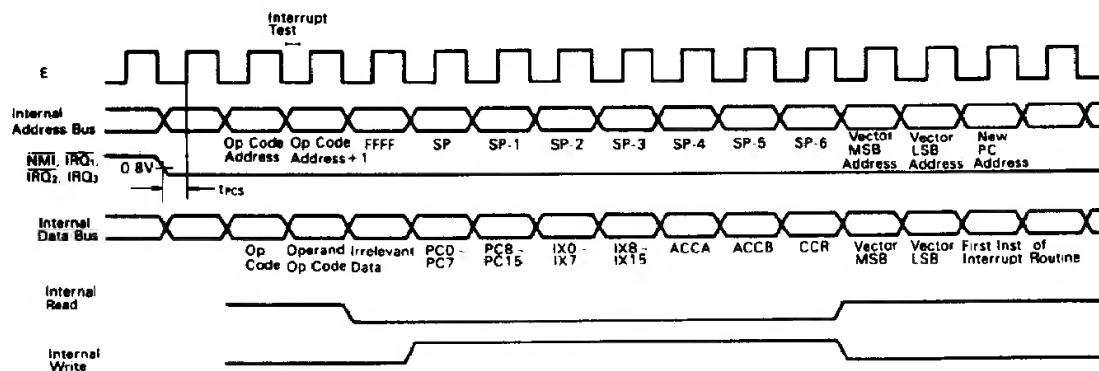 Interrupt
Test
E
Internal
Address Bus
Op Code
Address
Op Code
Address + 1
FFFF
SP
SP-1
SP-2
SP-3
SP-4
SP-5
SP-6
Vector
MSB
Address
Vector
LSB
Address
New
PC
Address
NMI, IRQ1,
IRQ2, IRQ3
0.8V
tPCS
Internal
Data Bus
Op
Code
Operand
Op Code
Irrelevant
Data
PC0 -
PC7
PC8 -
PC15
IX0 -
IX7
IX8 -
IX15
ACCA
ACCB
CCR
Vector
MSB
Vector
LSB
First Inst of
Interrupt Routine
Internal
Read
Internal
Write